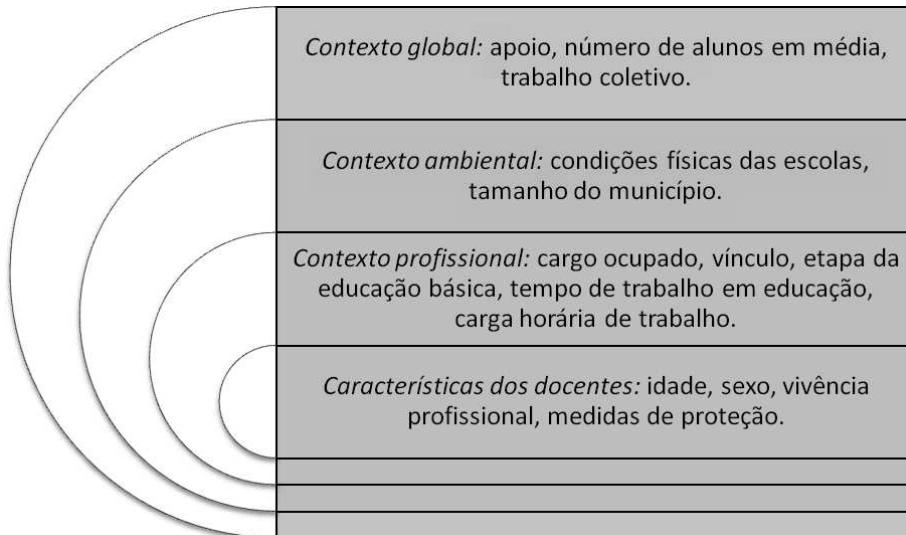 Contexto global: apoio, número de alunos em média,
trabalho coletivo.
Contexto ambiental: condições físicas das escolas,
tamanho do município.
Contexto profissional: cargo ocupado, vínculo, etapa da
educação básica, tempo de trabalho em educação,
carga horária de trabalho.
Características dos docentes: idade, sexo, vivência
profissional, medidas de proteção.